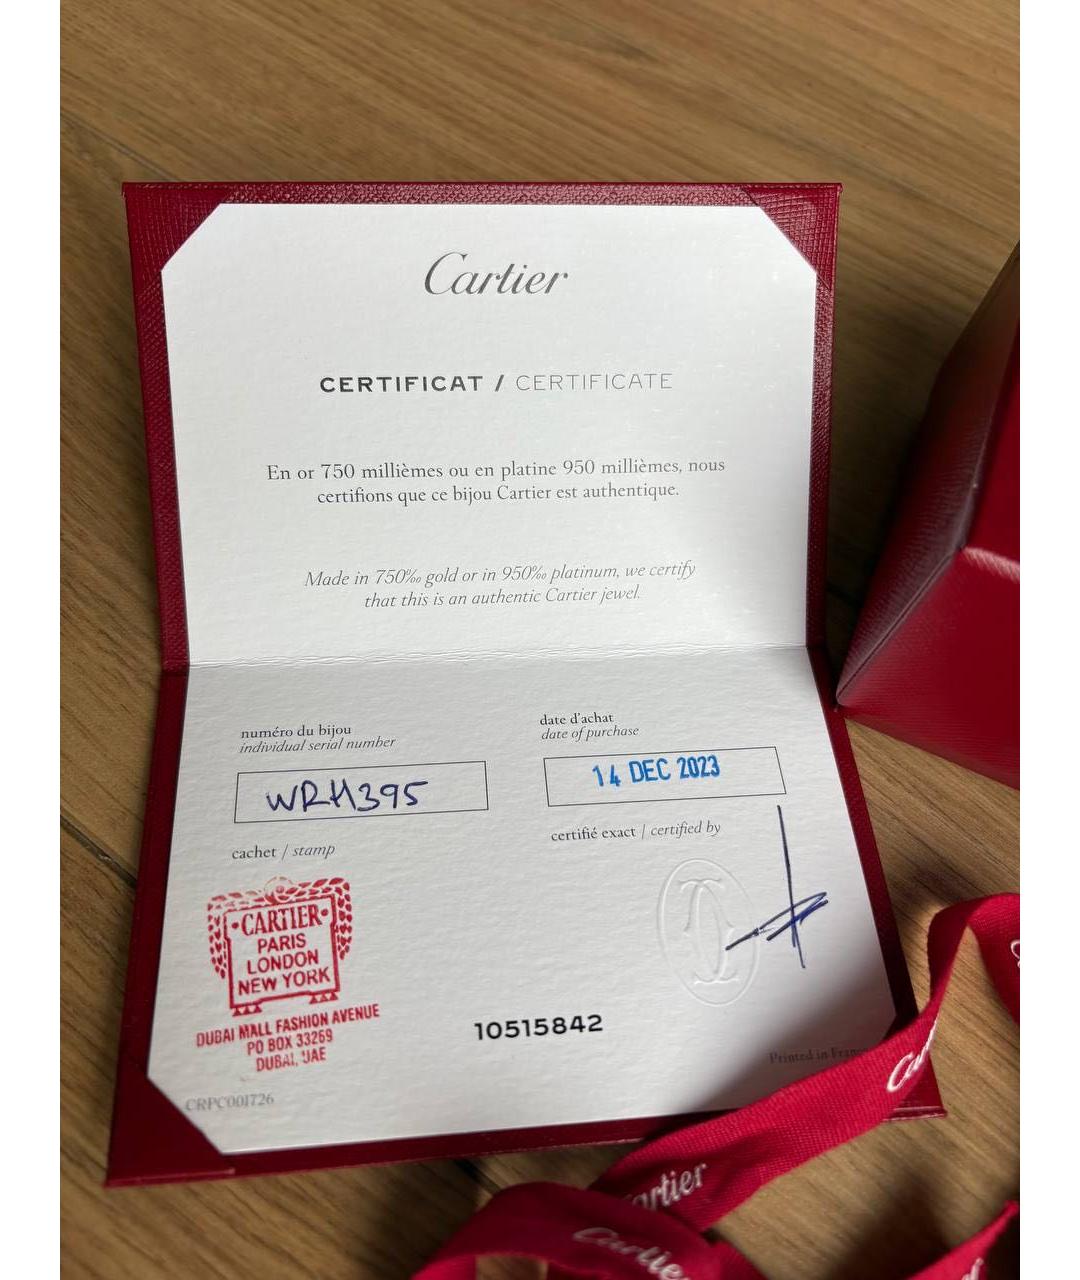 Cartier
CERTIFICAT / CERTIFICATE
En or 750 millièmes ou en platine 950 millièmes, nous
certifions que ce bijou Cartier est authentique.
Made in 750‰ gold or in 950‰ platinum, we certify
that this is an authentic Cartier jewel.
numéro du bijou
individual serial number
WRH395
date d'achat
date of purchase
14 DEC 2023
cachet / stamp
certifié exact / certified by
•CARTIER•
PARIS
LONDON
NEW YORK
DUBAI MALL FASHION AVENUE
PO BOX 33269
DUBAI, UAE
10515842
Printed in
CRPC001726
Cartier